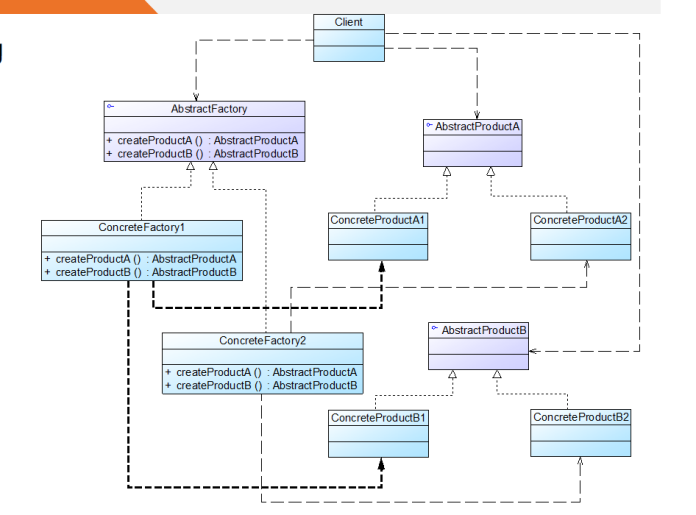 Client
AbstractFactory
+ createProductA () : AbstractProductA
+ createProductB () : AbstractProductB
AbstractProductA
ConcreteFactory1
+ createProductA () : AbstractProductA
+ createProductB () : AbstractProductB
ConcreteProductA1
ConcreteProductA2
ConcreteFactory2
+ createProductA () : AbstractProductA
+ createProductB () : AbstractProductB
AbstractProductB
ConcreteProductB1
ConcreteProductB2